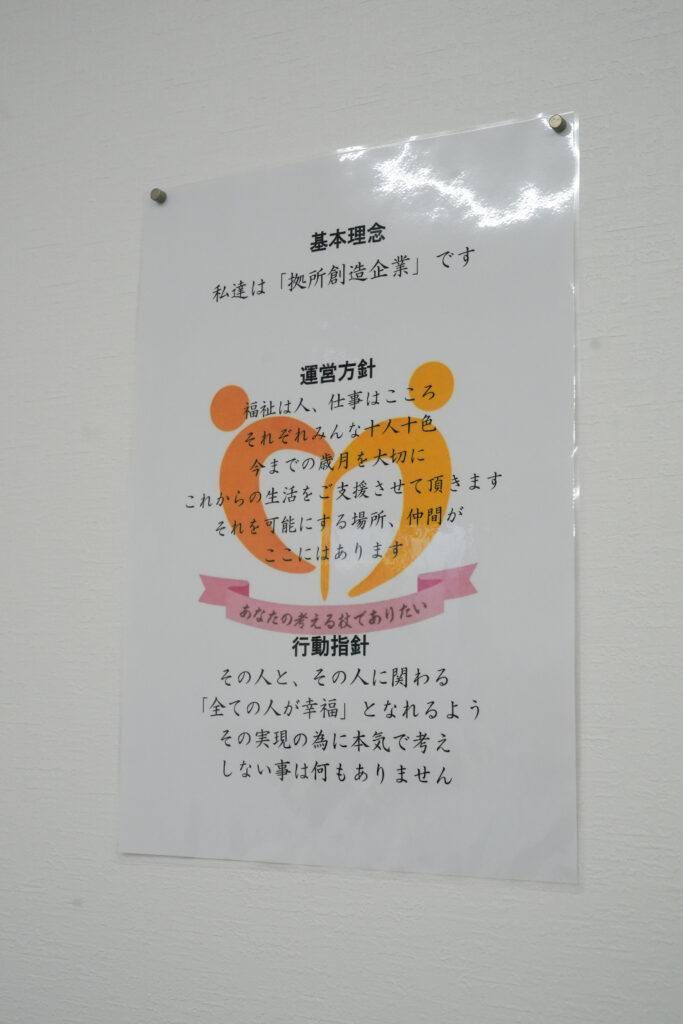 基本理念
私達は「拠所創造企業」です
運営方針
福祉は人、仕事はこころ
それぞれみんな十人十色
今までの歳月を大切に
これからの生活をご支援させて頂きます
それを可能にする場所、仲間が
ここにはあります
あなたの考える杖でありたい
行動指針
その人と、その人に関わる
「全ての人が幸福」となれるよう
その実現の為に本気で考え
しない事は何もありません